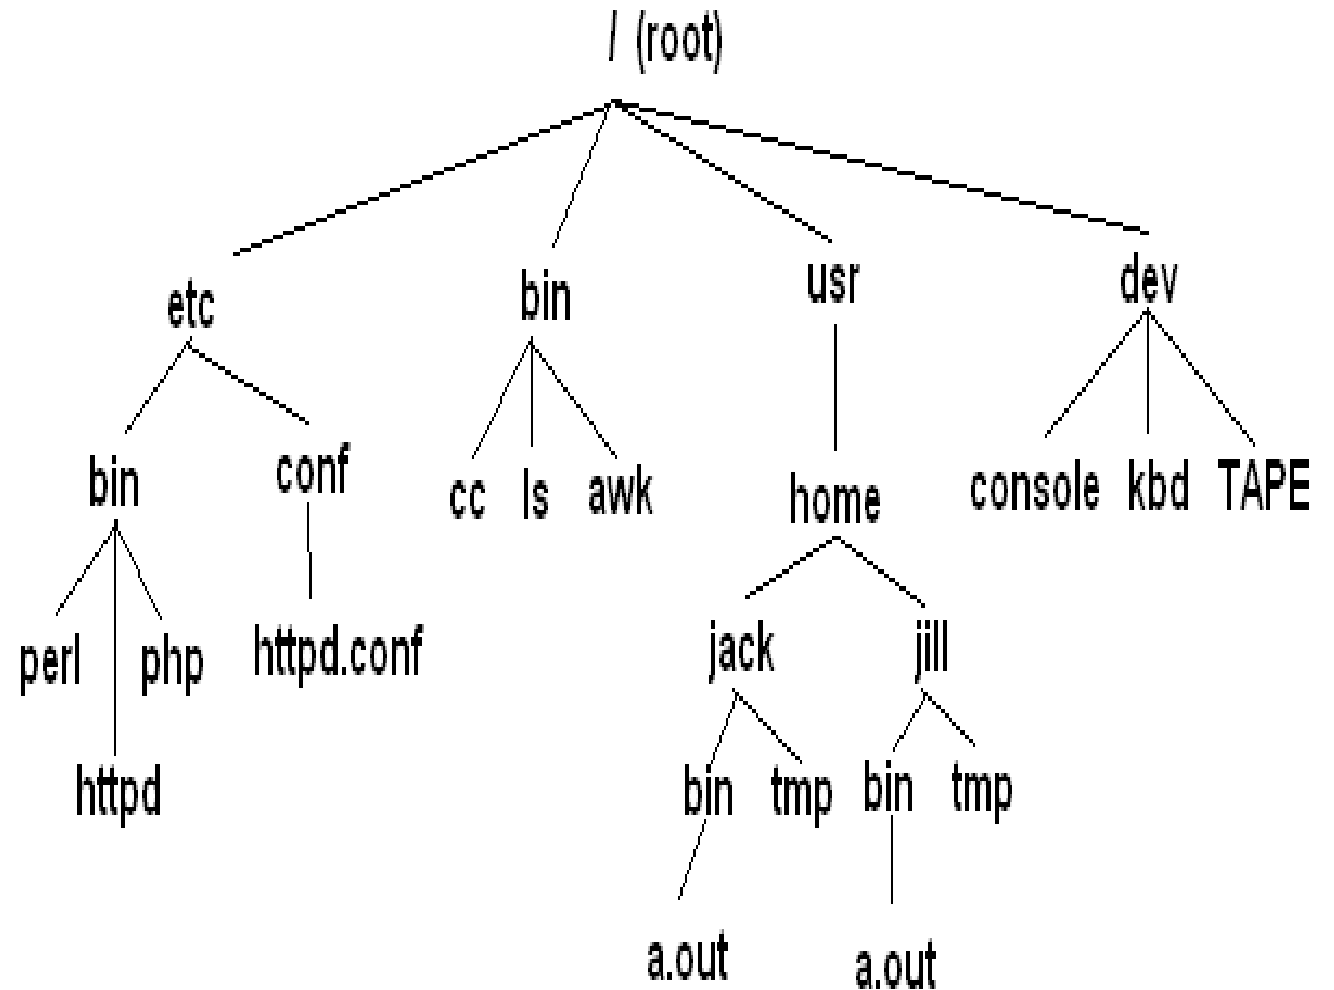 / (root)
etc bin usr dev
bin conf cc ls awk home console kbd TAPE
perl php httpd.conf jack jill
httpd bin tmp bin tmp
a.out a.out